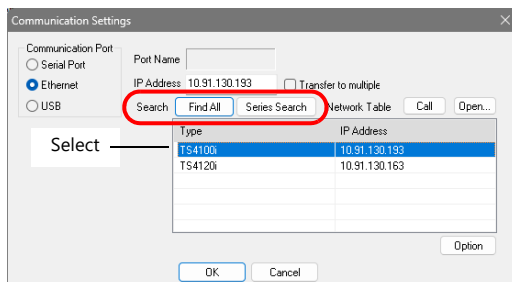 Communication Settings
Communication Port
Serial Port
Ethernet
USB
Port Name
IP Address 10.91.130.193 Transfer to multiple
Search Find All Series Search Network Table Call Open...
Type IP Address
TS4100i 10.91.130.193
TS4120i 10.91.130.163
Select
Option
OK Cancel